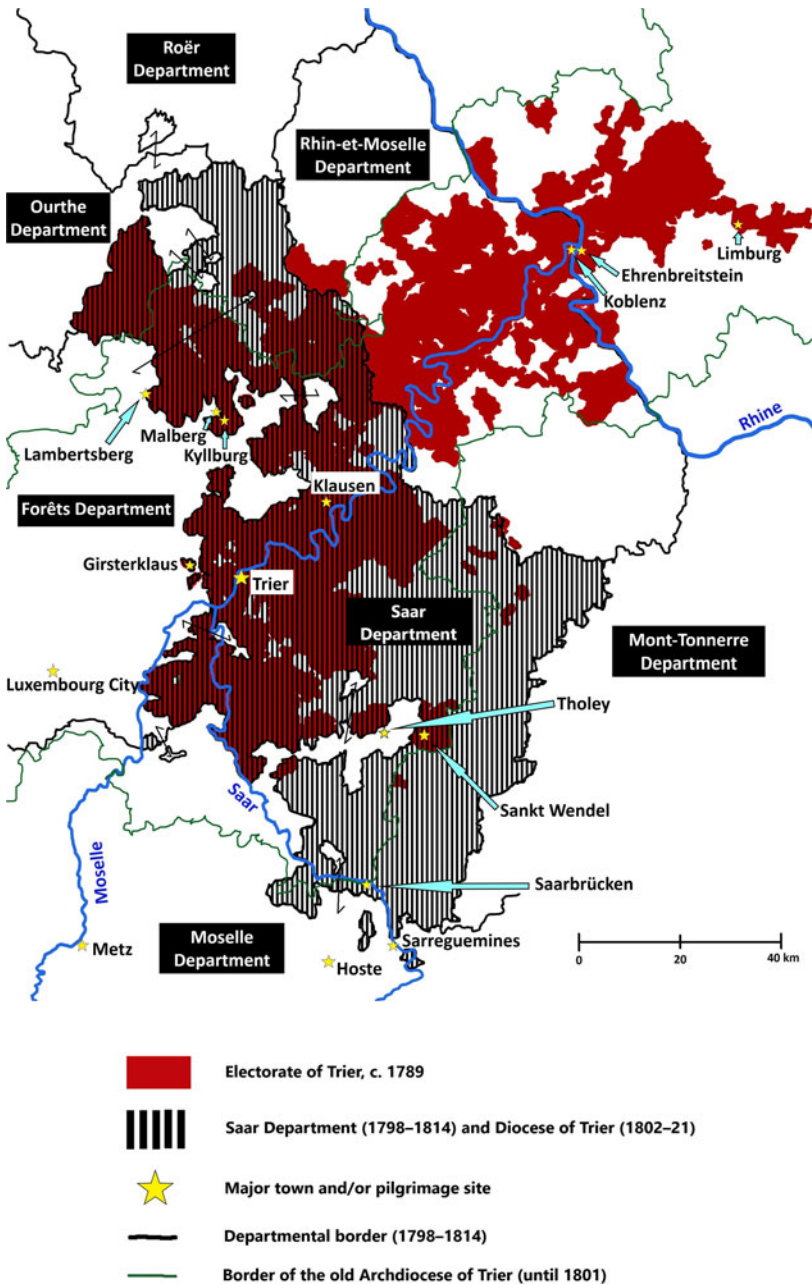 Roër
Department
Rhin-et-Moselle
Department
Ourthe
Department
Limburg
Ehrenbreitstein
Koblenz
Rhine
Malberg
Lambertsberg
Kyllburg
Klausen
Forêts Department
Girsterklaus
Trier
Saar
Department
Mont-Tonnerre
Department
Luxembourg City
Tholey
Saar
Sankt Wendel
Moselle
Saarbrücken
Moselle
Department
Metz
Sarreguemines
Hoste
0 20 40 km
Electorate of Trier, c. 1789
Saar Department (1798–1814) and Diocese of Trier (1802–21)
Major town and/or pilgrimage site
Departmental border (1798–1814)
Border of the old Archdiocese of Trier (until 1801)